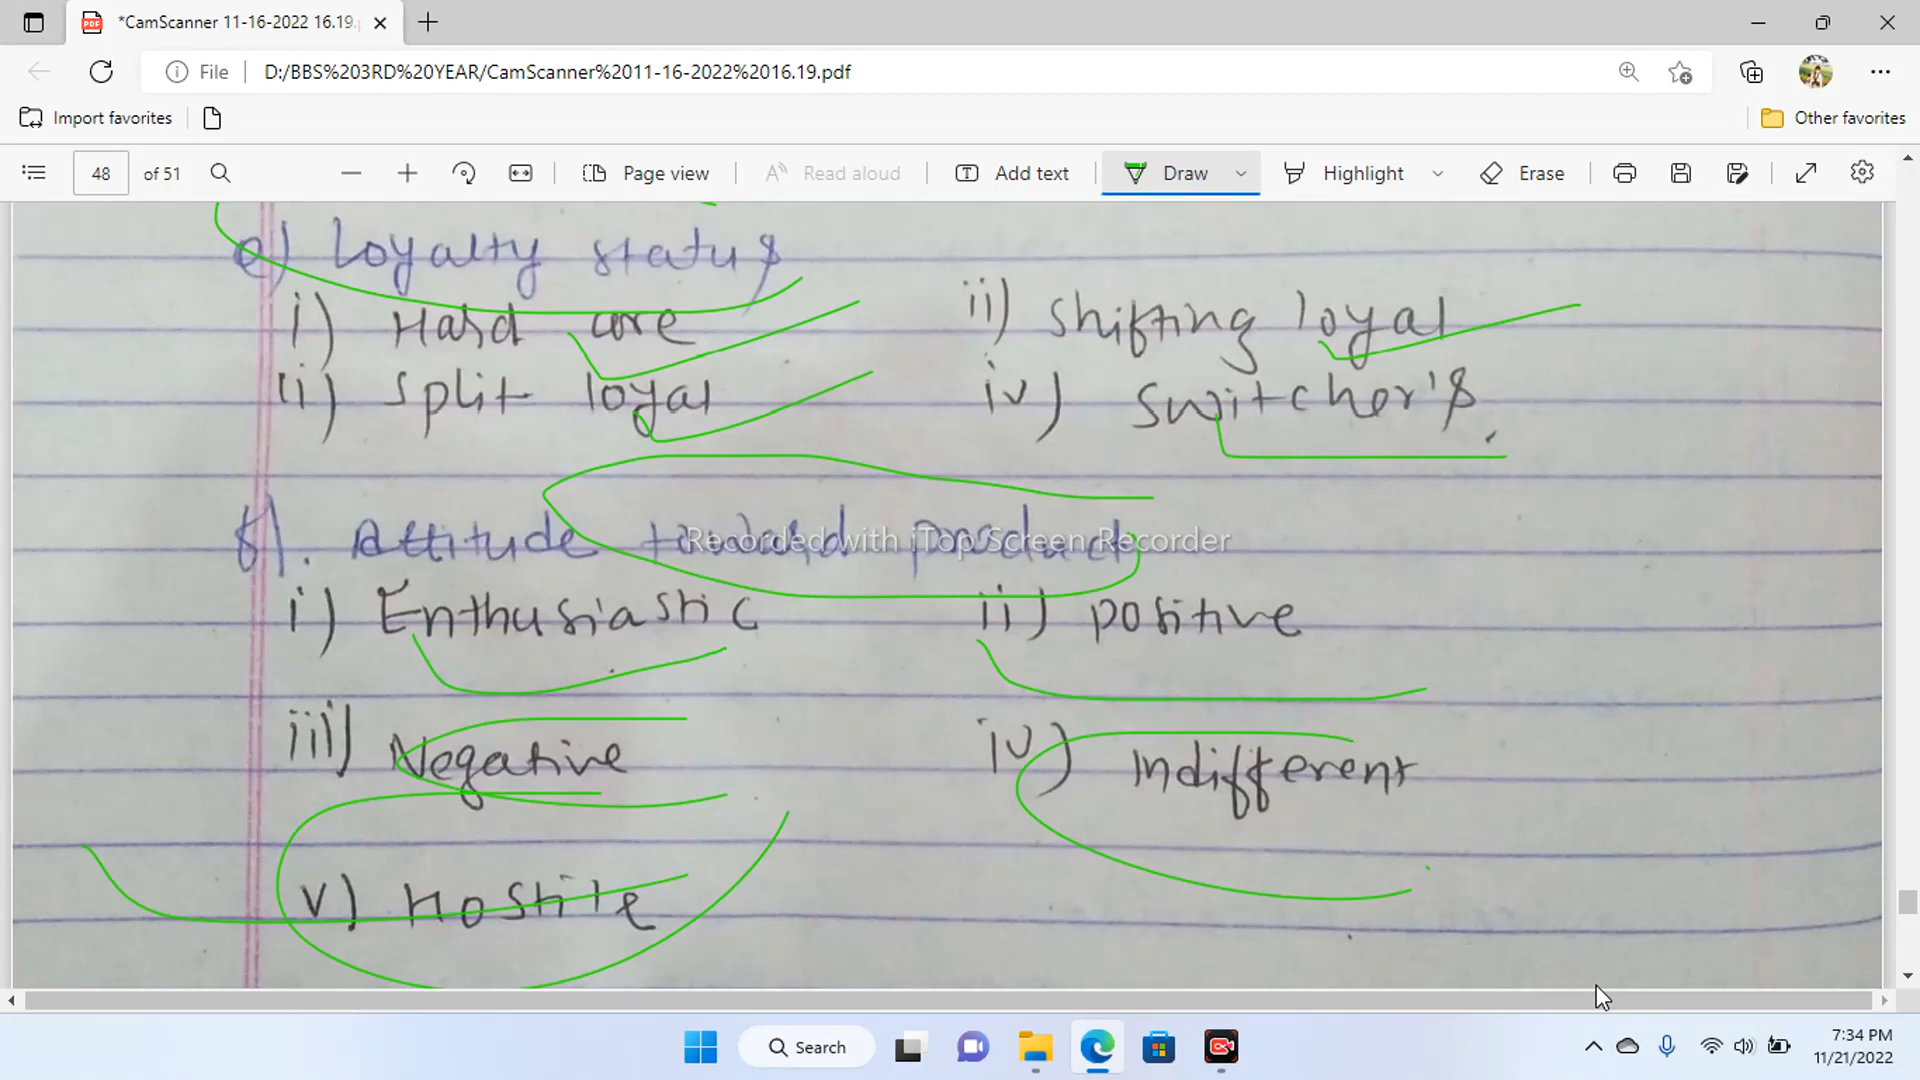 *CamScanner 11-16-2022 16.19.
File D:/BBS%203RD%20YEAR/CamScanner%2011-16-2022%2016.19.pdf
Import favorites Other favorites
48 of 51 Page view Read aloud Add text Draw Highlight Erase
e) Loyalty status
i) Hard core ii) Shifting loyal
ii) Split loyal iv) Switcher's
f). Attitude toward product
Recorded with iTop Screen Recorder
i) Enthusiastic ii) positive
iii) Negative iv) Indifferent
v) Hostile
Search
7:34 PM
11/21/2022